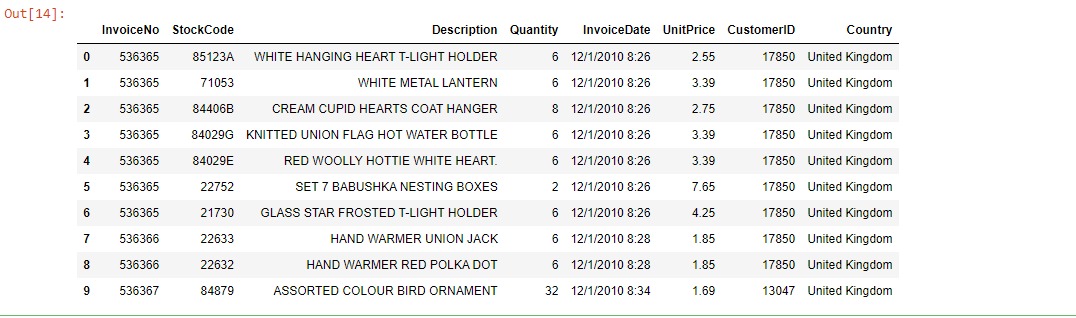 Out[14]:
InvoiceNo StockCode Description Quantity InvoiceDate UnitPrice CustomerID Country
0 536365 85123A WHITE HANGING HEART T-LIGHT HOLDER 6 12/1/2010 8:26 2.55 17850 United Kingdom
1 536365 71053 WHITE METAL LANTERN 6 12/1/2010 8:26 3.39 17850 United Kingdom
2 536365 84406B CREAM CUPID HEARTS COAT HANGER 8 12/1/2010 8:26 2.75 17850 United Kingdom
3 536365 84029G KNITTED UNION FLAG HOT WATER BOTTLE 6 12/1/2010 8:26 3.39 17850 United Kingdom
4 536365 84029E RED WOOLLY HOTTIE WHITE HEART. 6 12/1/2010 8:26 3.39 17850 United Kingdom
5 536365 22752 SET 7 BABUSHKA NESTING BOXES 2 12/1/2010 8:26 7.65 17850 United Kingdom
6 536365 21730 GLASS STAR FROSTED T-LIGHT HOLDER 6 12/1/2010 8:26 4.25 17850 United Kingdom
7 536366 22633 HAND WARMER UNION JACK 6 12/1/2010 8:28 1.85 17850 United Kingdom
8 536366 22632 HAND WARMER RED POLKA DOT 6 12/1/2010 8:28 1.85 17850 United Kingdom
9 536367 84879 ASSORTED COLOUR BIRD ORNAMENT 32 12/1/2010 8:34 1.69 13047 United Kingdom